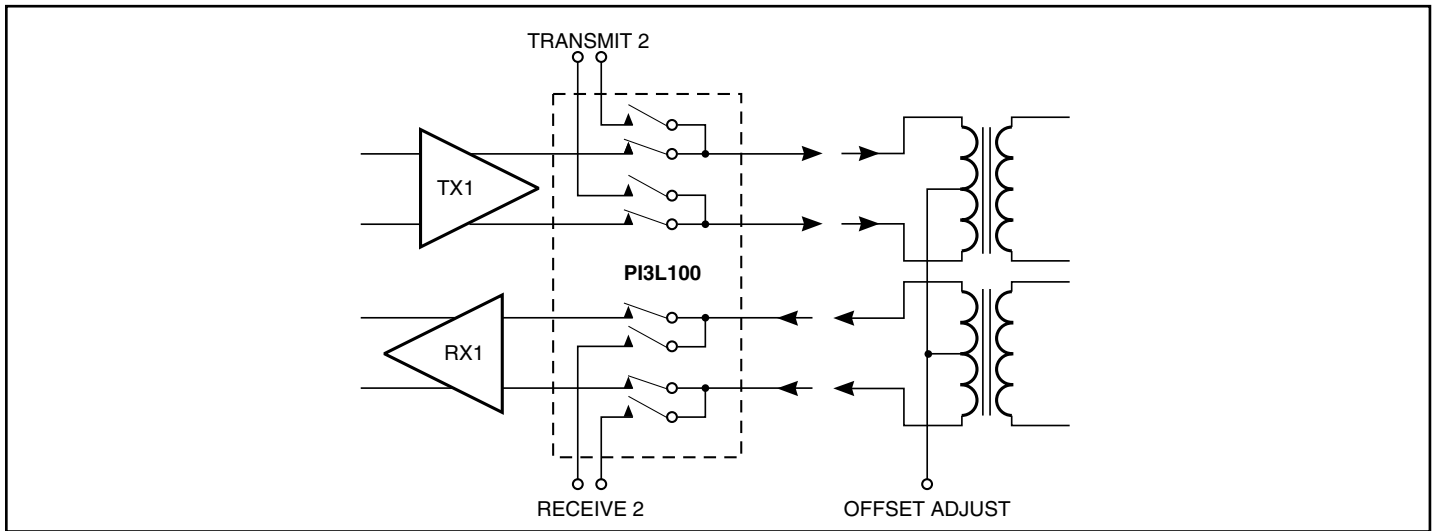 TRANSMIT 2
TX1
PI3L100
RX1
RECEIVE 2
OFFSET ADJUST